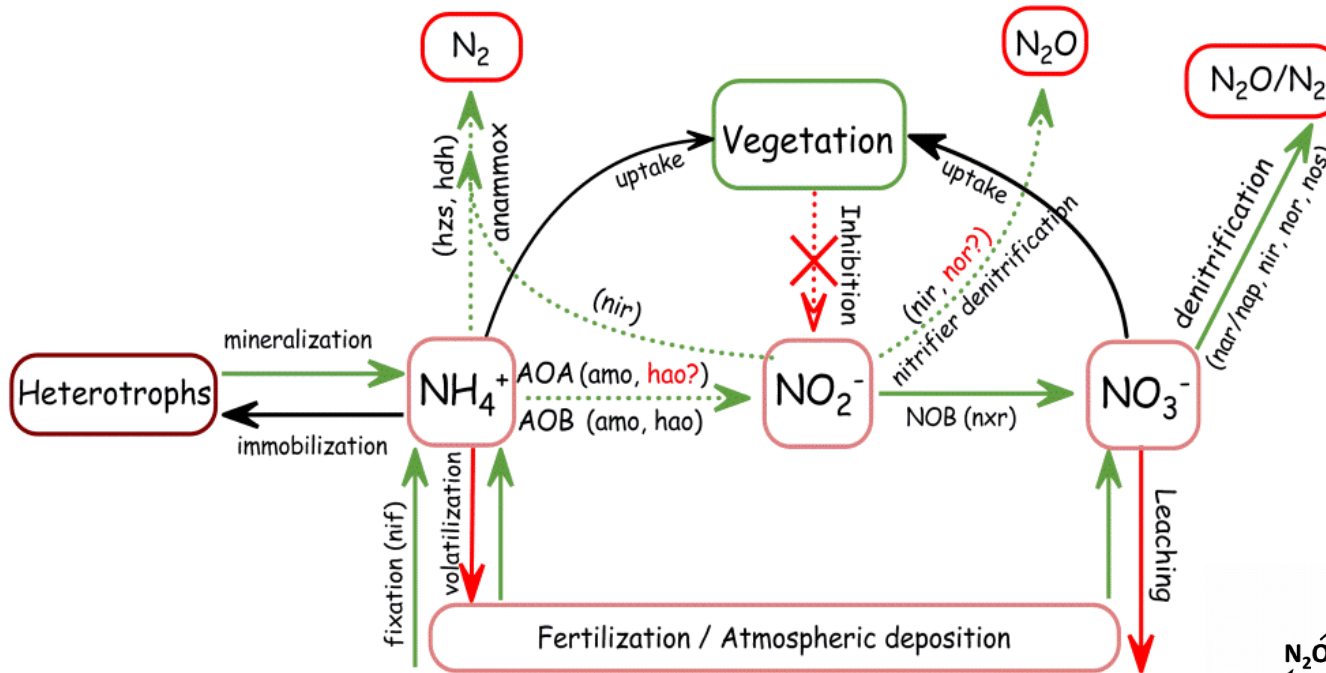 N₂
N₂O
N₂O/N₂
Vegetation
uptake
uptake
(hzs, hdh)
anammox
Inhibition
(nir, nor?)
nitrifier denitrification
denitrification
(nar/nap, nir, nor, nos)
(nir)
mineralization
Heterotrophs
immobilization
NH₄⁺
AOA (amo, hao?)
AOB (amo, hao)
NO₂⁻
NOB (nxr)
NO₃⁻
fixation (nif)
volatilization
Leaching
Fertilization / Atmospheric deposition
N₂O